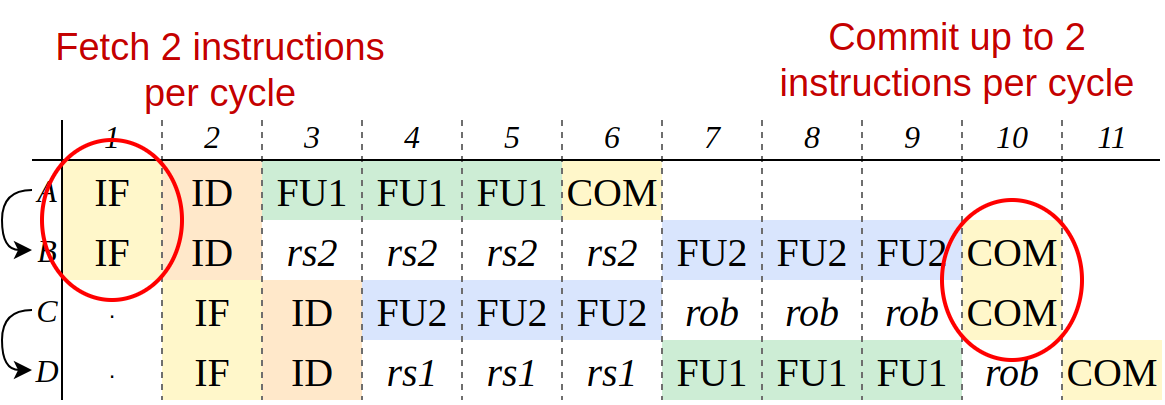 Fetch 2 instructions
per cycle
Commit up to 2
instructions per cycle
1 2 3 4 5 6 7 8 9 10 11
A IF ID FU1 FU1 FU1 COM
B IF ID rs2 rs2 rs2 rs2 FU2 FU2 FU2 COM
C . IF ID FU2 FU2 FU2 rob rob rob COM
D . IF ID rs1 rs1 rs1 FU1 FU1 FU1 rob COM